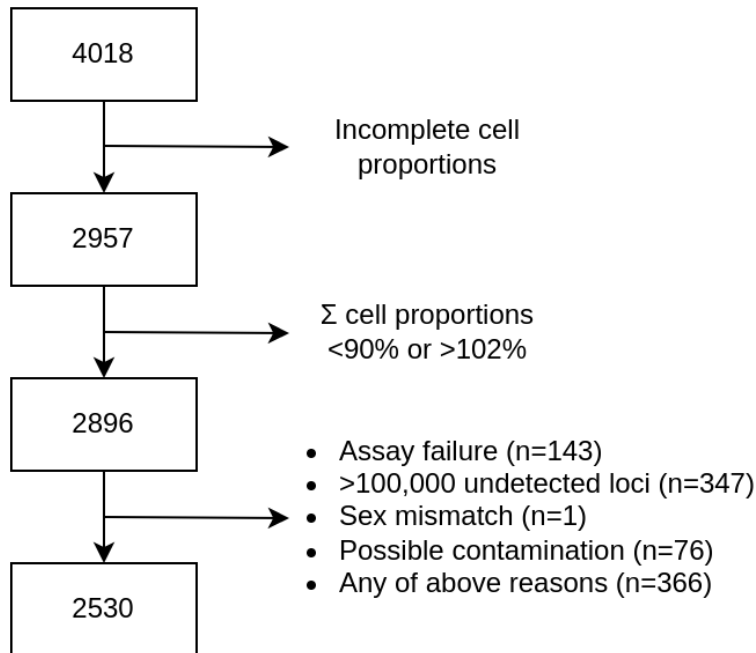 4018
Incomplete cell
proportions
2957
Σ cell proportions
<90% or >102%
2896
• Assay failure (n=143)
• >100,000 undetected loci (n=347)
• Sex mismatch (n=1)
• Possible contamination (n=76)
• Any of above reasons (n=366)
2530